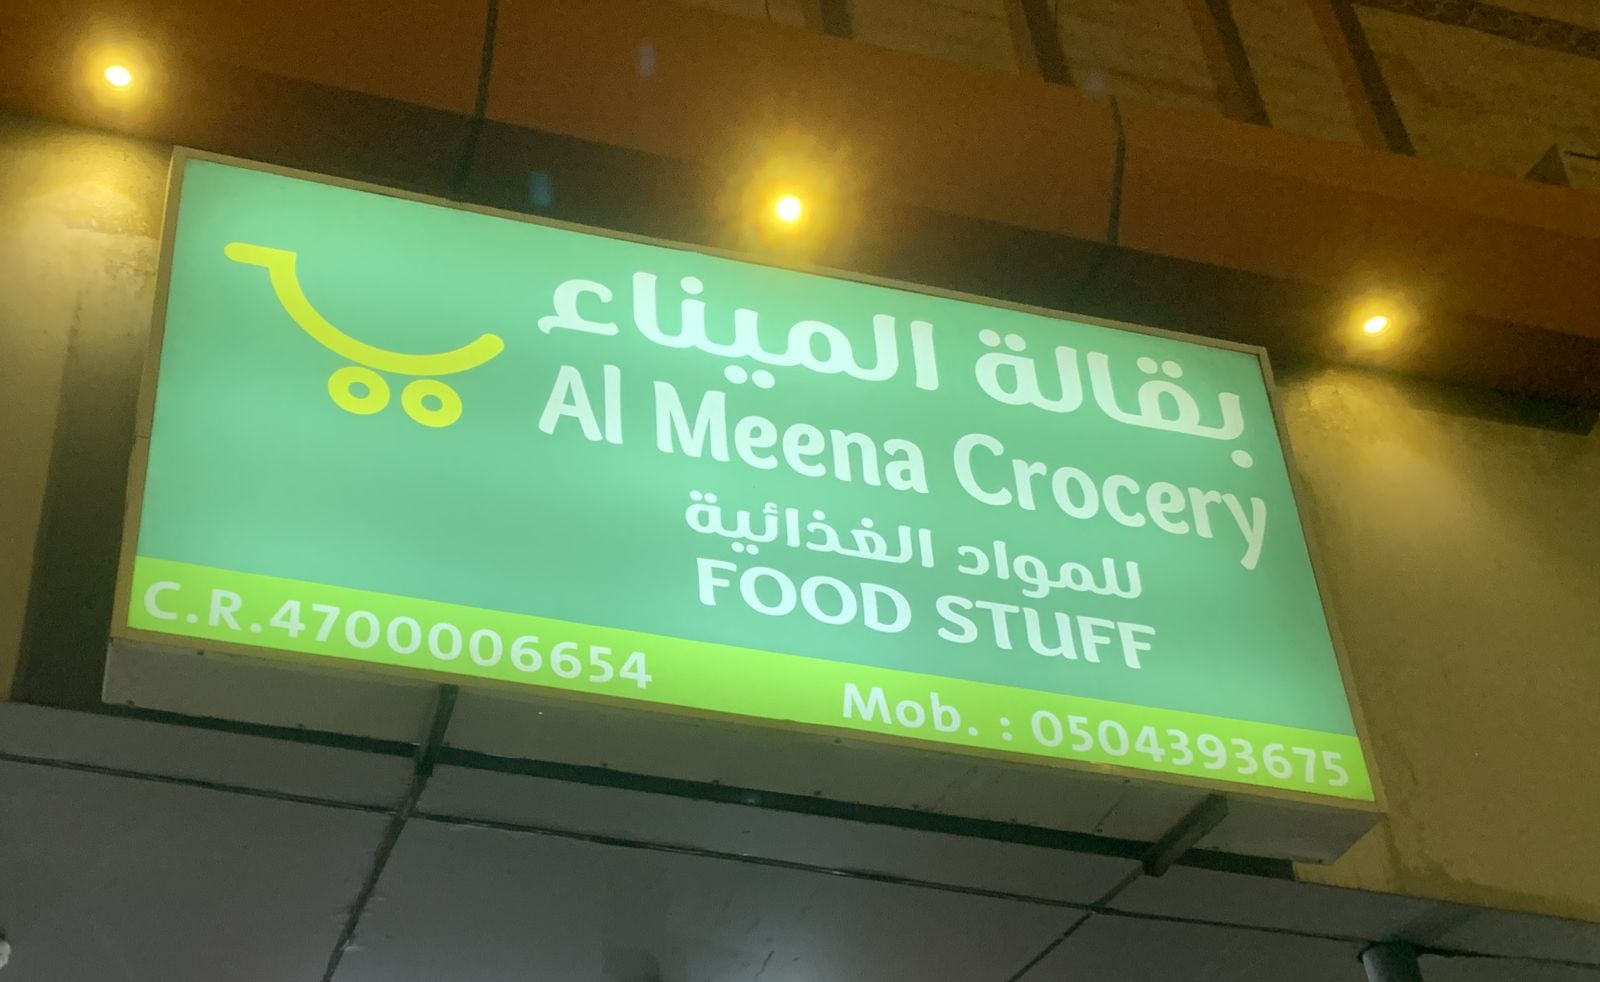 بقالة الميناء
Al Meena Crocery
للمواد الغذائية
FOOD STUFF
C.R.4700006654
Mob. : 0504393675